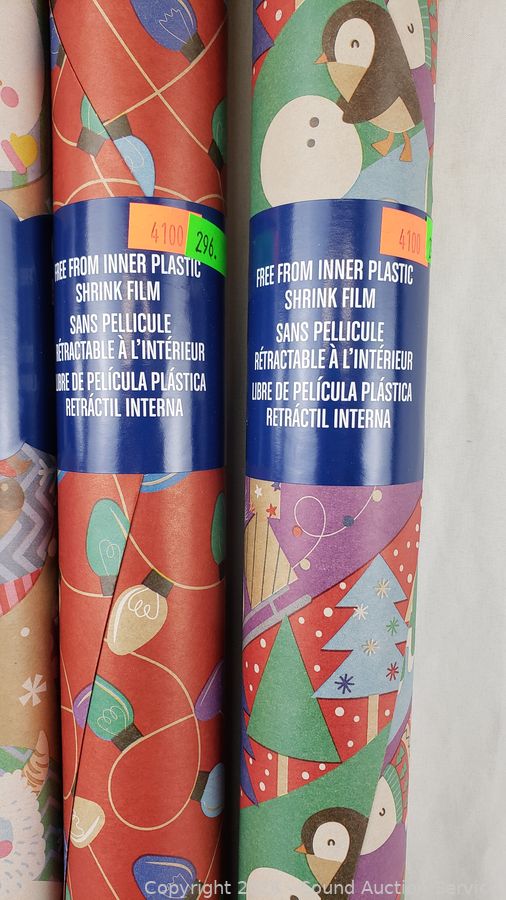 4100
296.
FREE FROM INNER PLASTIC
SHRINK FILM
SANS PELLICULE
RÉTRACTABLE À L'INTÉRIEUR
LIBRE DE PELÍCULA PLÁSTICA
RETRÁCTIL INTERNA
4100
FREE FROM INNER PLASTIC
SHRINK FILM
SANS PELLICULE
RÉTRACTABLE À L'INTÉRIEUR
LIBRE DE PELÍCULA PLÁSTICA
RETRÁCTIL INTERNA
Copyright Sound Auction Service